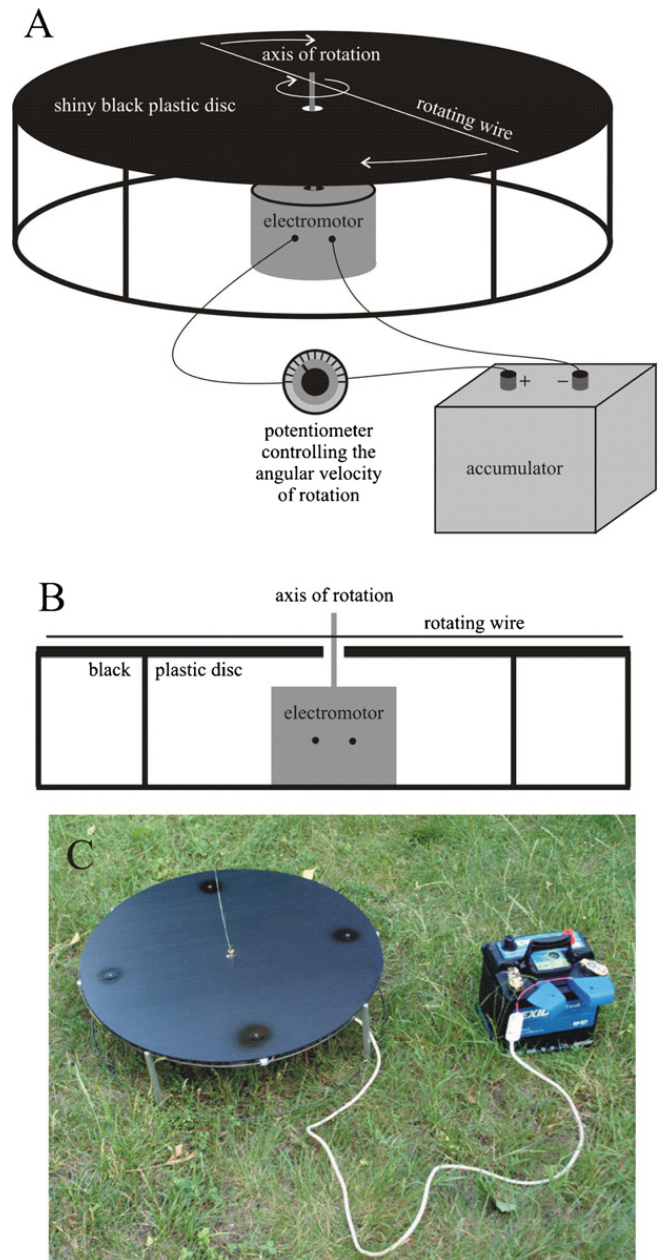 A
axis of rotation
shiny black plastic disc
rotating wire
electromotor
+ −
potentiometer
controlling the
angular velocity
of rotation
accumulator
B
axis of rotation
rotating wire
black plastic disc
electromotor
C